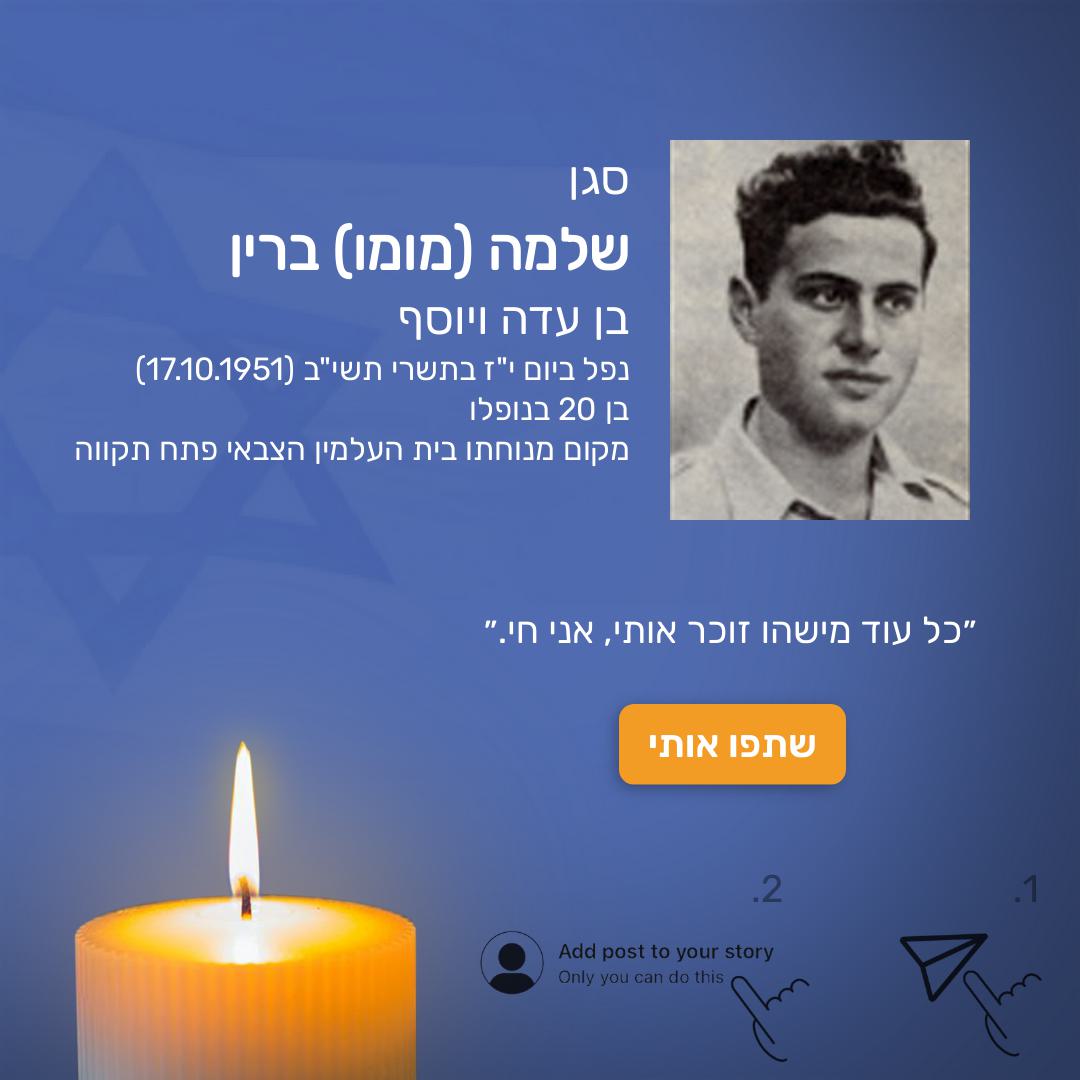 סגן
שלמה (מומו) ברין
בן עדה ויוסף
נפל ביום י"ז בתשרי תשי"ב (17.10.1951)
בן 20 בנופלו
מקום מנוחתו בית העלמין הצבאי פתח תקווה
״כל עוד מישהו זוכר אותי, אני חי.״
שתפו אותי
1.
2.
Add post to your story
Only you can do this